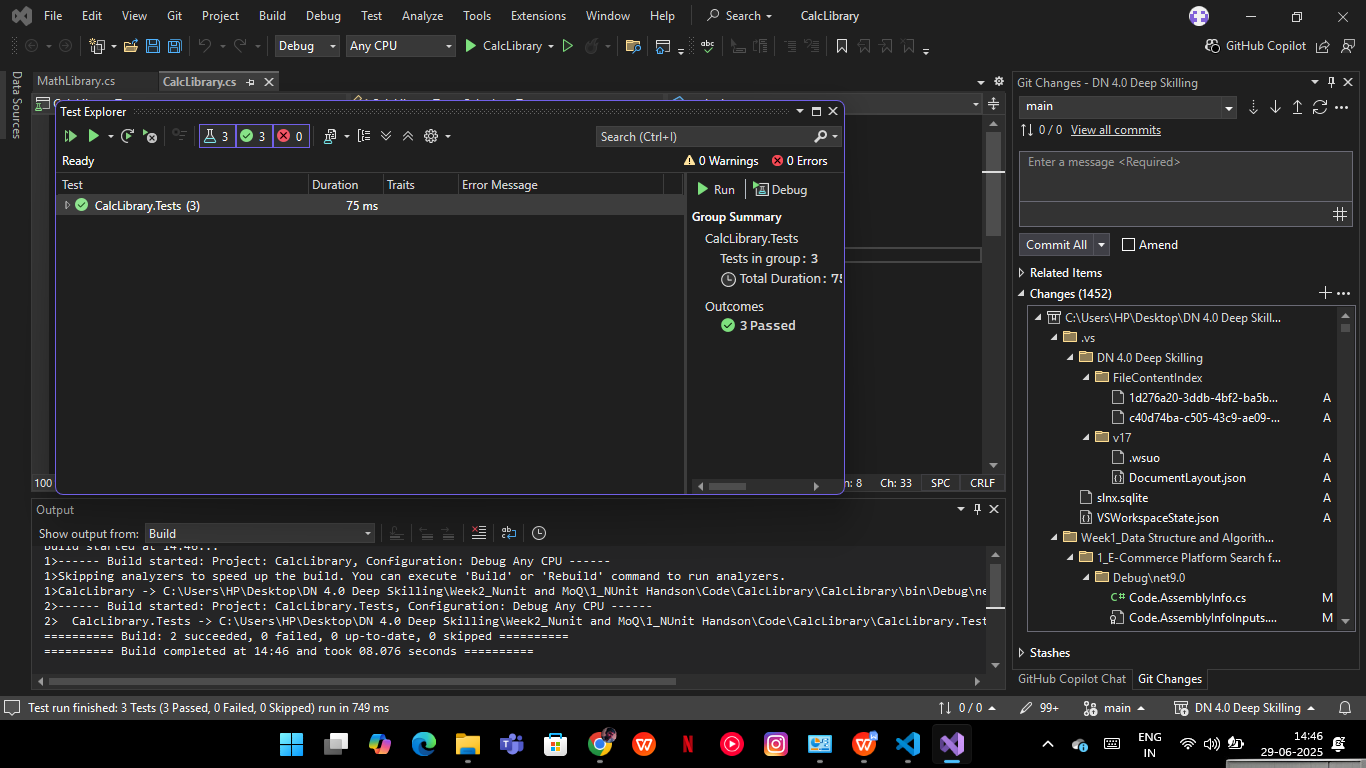 File Edit View Git Project Build Debug Test Analyze Tools Extensions Window Help Search CalcLibrary
Debug Any CPU CalcLibrary GitHub Copilot
Data Sources
MathLibrary.cs CalcLibrary.cs
Test Explorer
3 3 0 Search (Ctrl+I)
Ready 0 Warnings 0 Errors
Test Duration Traits Error Message
CalcLibrary.Tests (3) 75 ms
Run Debug
Group Summary
CalcLibrary.Tests
Tests in group: 3
Total Duration: 75
Outcomes
3 Passed
100 Ch: 33 SPC CRLF
Output
Show output from: Build
Build started at 14:46...
1>------ Build started: Project: CalcLibrary, Configuration: Debug Any CPU ------
1>Skipping analyzers to speed up the build. You can execute 'Build' or 'Rebuild' command to run analyzers.
1>CalcLibrary -> C:\Users\HP\Desktop\DN 4.0 Deep Skilling\Week2_Nunit and MoQ\1_NUnit Handson\Code\CalcLibrary\CalcLibrary\bin\Debug\ne
2>------ Build started: Project: CalcLibrary.Tests, Configuration: Debug Any CPU ------
2> CalcLibrary.Tests -> C:\Users\HP\Desktop\DN 4.0 Deep Skilling\Week2_Nunit and MoQ\1_NUnit Handson\Code\CalcLibrary\CalcLibrary.Test
========== Build: 2 succeeded, 0 failed, 0 up-to-date, 0 skipped ==========
========== Build completed at 14:46 and took 08.076 seconds ==========
Git Changes - DN 4.0 Deep Skilling
main
0 / 0 View all commits
Enter a message <Required>
Commit All Amend
Related Items
Changes (1452)
C:\Users\HP\Desktop\DN 4.0 Deep Skill...
.vs
DN 4.0 Deep Skilling
FileContentIndex
1d276a20-3ddb-4bf2-ba5b... A
c40d74ba-c505-43c9-ae09-... A
v17
.wsuo A
DocumentLayout.json A
slnx.sqlite A
VSWorkspaceState.json A
Week1_Data Structure and Algorith...
1_E-Commerce Platform Search f...
Debug\net9.0
C# Code.AssemblyInfo.cs M
Code.AssemblyInfoInputs.... M
Stashes
GitHub Copilot Chat Git Changes
Test run finished: 3 Tests (3 Passed, 0 Failed, 0 Skipped) run in 749 ms 0 / 0 99+ main DN 4.0 Deep Skilling
ENG
IN
14:46
29-06-2025